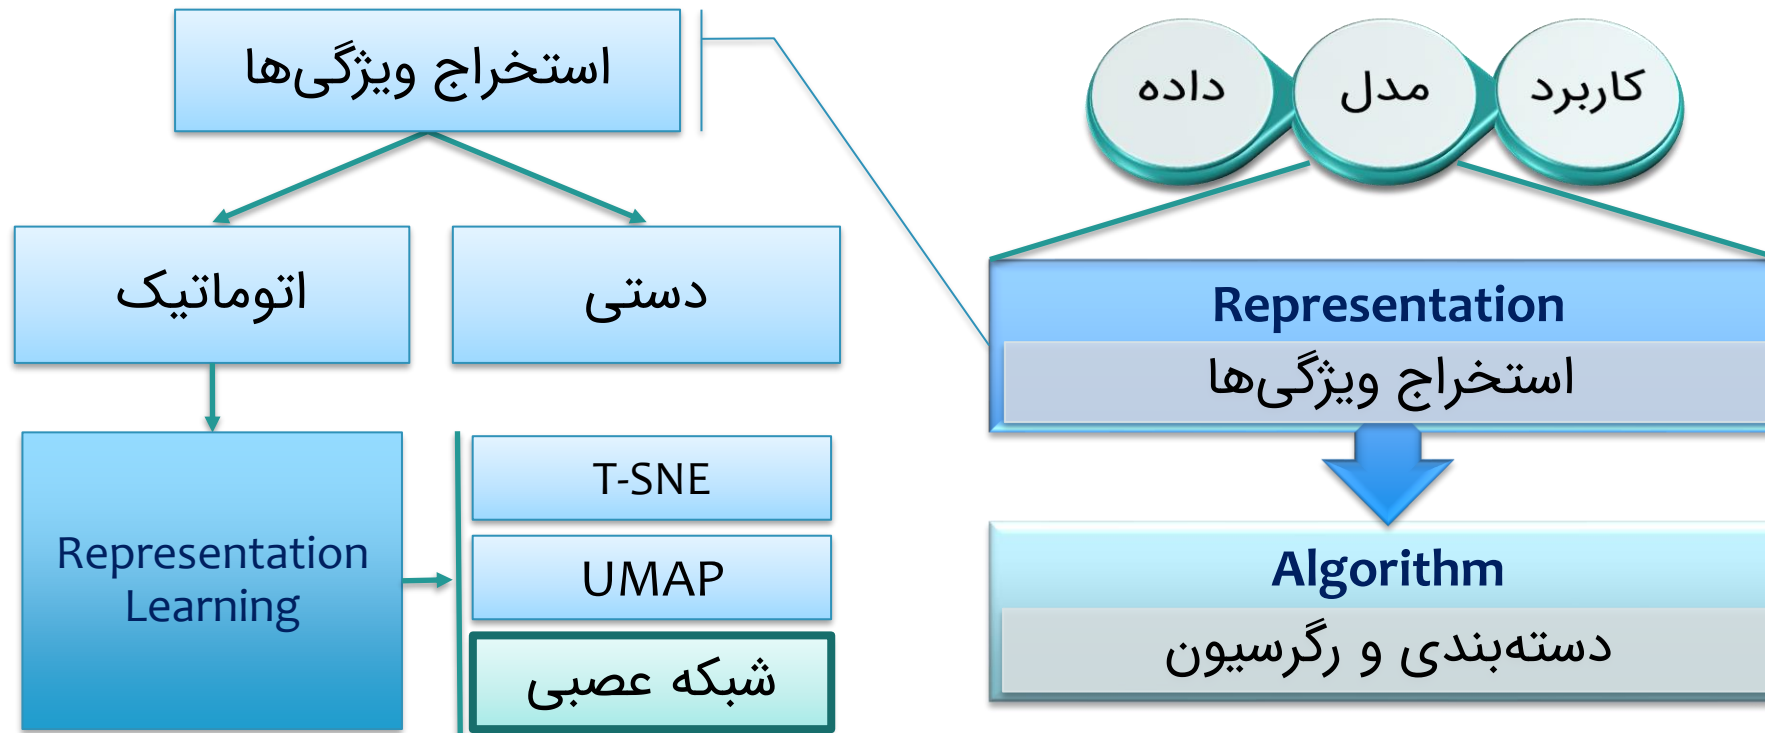 استخراج ویژگی‌ها
دستی
اتوماتیک
Representation
Learning
T-SNE
UMAP
شبکه عصبی
کاربرد
مدل
داده
Representation
استخراج ویژگی‌ها
Algorithm
دسته‌بندی و رگرسیون